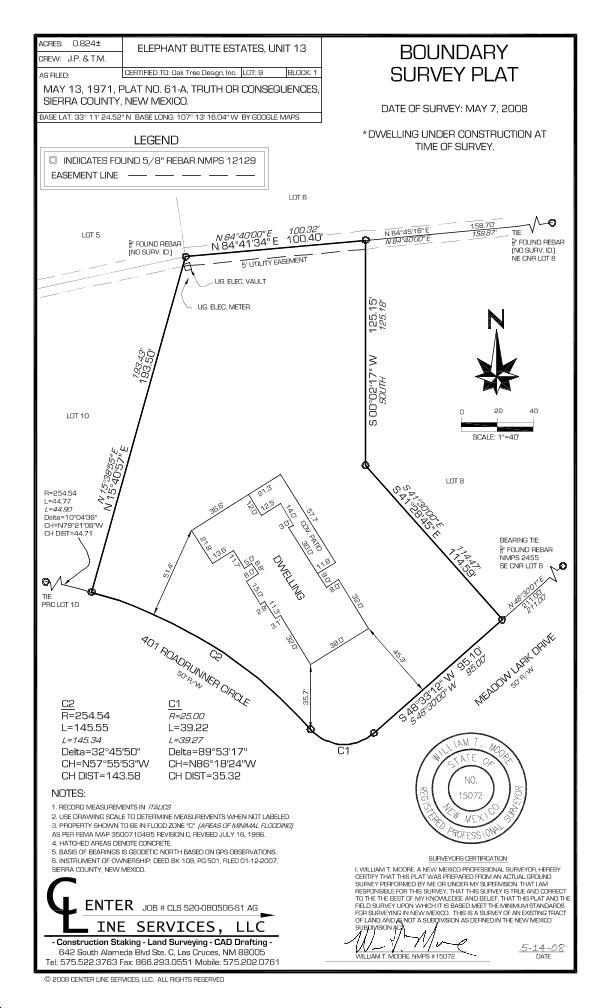 ACRES: 0.824±
CREW: J.P. & T.M.
ELEPHANT BUTTE ESTATES, UNIT 13
AS FILED:
CERTIFIED TO: Oak Tree Design, Inc. LOT: 9 BLOCK: 1
MAY 13, 1971, PLAT NO. 61-A, TRUTH OR CONSEQUENCES,
SIERRA COUNTY, NEW MEXICO.
BASE LAT: 33° 11' 24.52" N BASE LONG: 107° 13' 16.04" W BY GOOGLE MAPS
BOUNDARY
SURVEY PLAT
DATE OF SURVEY: MAY 7, 2008
*DWELLING UNDER CONSTRUCTION AT
TIME OF SURVEY.
LEGEND
INDICATES FOUND 5/8" REBAR NMPS 12129
EASEMENT LINE
LOT 6
LOT 5
N 84°40'00" E 100.32'
N 84°41'34" E 100.40'
N 84°45'18" E 158.70'
N 84°40'00" E 158.87'
FOUND REBAR
(NO SURV. ID.)
TIE:
FOUND REBAR
(NO SURV. ID.)
NE CNR LOT 8
5' UTILITY EASEMENT
UG. ELEC. VAULT
UG. ELEC. METER
193.43'
193.50'
N 15°38'55" E
N 15°40'57" E
125.15'
125.18'
S 00°02'17" W
SOUTH
N
0 20 40
SCALE: 1"=40'
LOT 10
LOT 8
R=254.54
L=44.77
L=44.90
Delta=10°04'36"
CH=N79°21'06"W
CH DIST=44.71
TIE:
PRC LOT 10
S 41°30'00" E
S 41°28'45" E
114.47'
114.59'
BEARING TIE:
FOUND REBAR
NMPS 2455
SE CNR LOT 8
N 48°30'01" E
211.00'
211.00'
21.3'
35.6'
12.0'
12.5'
14.0'
57.7'
3.0'
COV. PATIO
30.0'
21.8'
13.6'
11.7'
6.8'
8.0'
11.8'
9.0'
8.0'
51.4'
DWELLING
15.0'
11.3'
3.1'
32.0'
32.0'
38.0'
45.3'
35.7'
C2
C1
401 ROADRUNNER CIRCLE
50' R/W
S 48°33'12" W 95.10'
S 48°30'00" W 95.00'
MEADOW LARK DRIVE
50' R/W
C2
R=254.54
L=145.55
L=145.34
Delta=32°45'50"
CH=N57°55'53"W
CH DIST=143.58
C1
R=25.00
L=39.22
L=39.27
Delta=89°53'17"
CH=N86°18'24"W
CH DIST=35.32
NOTES:
1. RECORD MEASUREMENTS IN ITALICS
2. USE DRAWING SCALE TO DETERMINE MEASUREMENTS WHEN NOT LABELED.
3. PROPERTY SHOWN TO BE IN FLOOD ZONE "C" (AREAS OF MINIMAL FLOODING)
AS PER FEMA MAP 3500710485 REVISION C, REVISED JULY 16, 1996.
4. HATCHED AREAS DENOTE CONCRETE.
5. BASIS OF BEARINGS IS GEODETIC NORTH BASED ON GPS OBSERVATIONS.
6. INSTRUMENT OF OWNERSHIP: DEED BK 108, PG 501, FILED 01-12-2007,
SIERRA COUNTY, NEW MEXICO.
WILLIAM T. MOORE
STATE OF
NO.
15072
NEW MEXICO
REGISTERED PROFESSIONAL SURVEYOR
SURVEYOR'S CERTIFICATION
I, WILLIAM T. MOORE, A NEW MEXICO PROFESSIONAL SURVEYOR, HEREBY
CERTIFY THAT THIS PLAT WAS PREPARED FROM AN ACTUAL GROUND
SURVEY PERFORMED BY ME OR UNDER MY SUPERVISION, THAT I AM
RESPONSIBLE FOR THIS SURVEY, THAT THIS SURVEY IS TRUE AND CORRECT
TO THE THE BEST OF MY KNOWLEDGE AND BELIEF, THAT THIS PLAT AND THE
FIELD SURVEY UPON WHICH IT IS BASED MEET THE MINIMUM STANDARDS
FOR SURVEYING IN NEW MEXICO. THIS IS A SURVEY OF AN EXISTING TRACT
OF LAND AND IS NOT A SUBDIVISION AS DEFINED IN THE NEW MEXICO
SUBDIVISION ACT.
5-14-08
WILLIAM T. MOORE, NMPS #15072
DATE
CENTER JOB # CLS 520-080506-S1 AG
LINE SERVICES, LLC
- Construction Staking - Land Surveying - CAD Drafting -
642 South Alameda Blvd Ste. C, Las Cruces, NM 88005
Tel: 575.522.3763 Fax: 866.293.0551 Mobile: 575.202.0761
© 2008 CENTER LINE SERVICES, LLC. ALL RIGHTS RESERVED